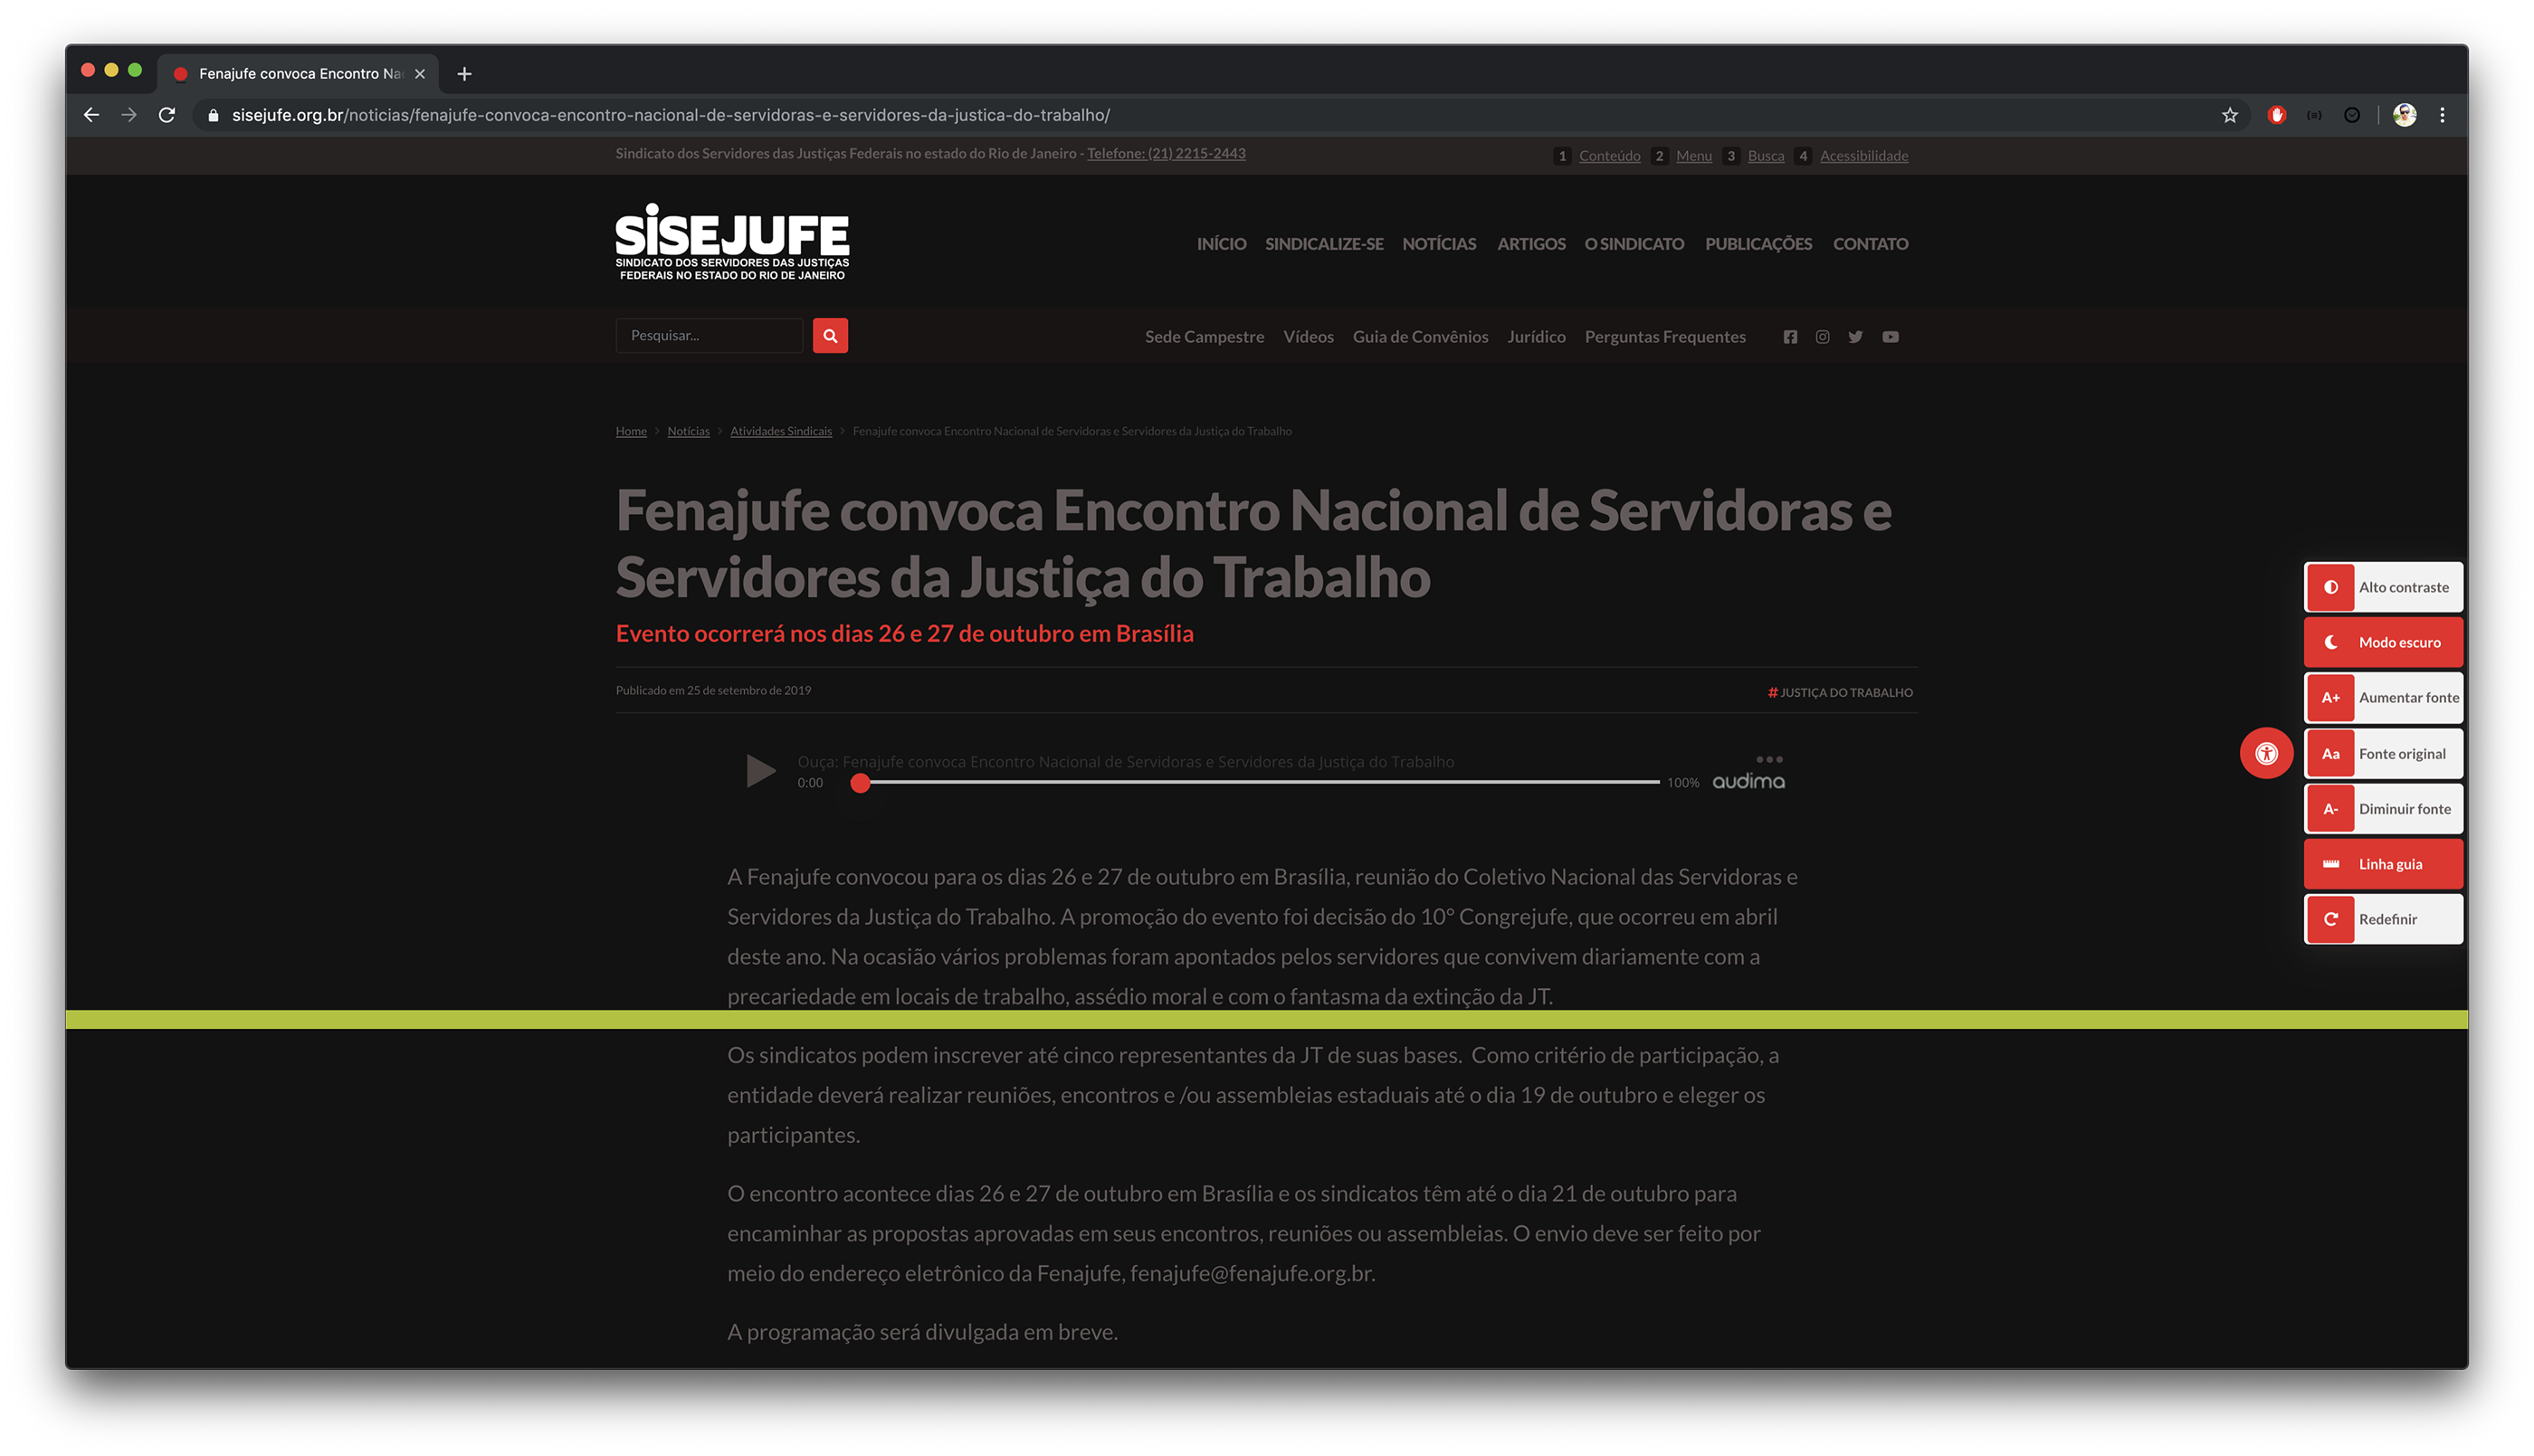 Fenajufe convoca Encontro Na
sisejufe.org.br/noticias/fenajufe-convoca-encontro-nacional-de-servidoras-e-servidores-da-justica-do-trabalho/
Sindicato dos Servidores das Justiças Federais no estado do Rio de Janeiro - Telefone: (21) 2215-2443
1 Conteúdo 2 Menu 3 Busca 4 Acessibilidade
SISEJUFE
SINDICATO DOS SERVIDORES DAS JUSTIÇAS
FEDERAIS NO ESTADO DO RIO DE JANEIRO
INÍCIO SINDICALIZE-SE NOTÍCIAS ARTIGOS O SINDICATO PUBLICAÇÕES CONTATO
Pesquisar...
Sede Campestre Vídeos Guia de Convênios Jurídico Perguntas Frequentes
Home > Notícias > Atividades Sindicais > Fenajufe convoca Encontro Nacional de Servidoras e Servidores da Justiça do Trabalho
Fenajufe convoca Encontro Nacional de Servidoras e
Servidores da Justiça do Trabalho
Evento ocorrerá nos dias 26 e 27 de outubro em Brasília
Publicado em 25 de setembro de 2019
# JUSTIÇA DO TRABALHO
Ouça: Fenajufe convoca Encontro Nacional de Servidoras e Servidores da Justiça do Trabalho
0:00 100% audima
A Fenajufe convocou para os dias 26 e 27 de outubro em Brasília, reunião do Coletivo Nacional das Servidoras e
Servidores da Justiça do Trabalho. A promoção do evento foi decisão do 10° Congrejufe, que ocorreu em abril
deste ano. Na ocasião vários problemas foram apontados pelos servidores que convivem diariamente com a
precariedade em locais de trabalho, assédio moral e com o fantasma da extinção da JT.
Os sindicatos podem inscrever até cinco representantes da JT de suas bases.  Como critério de participação, a
entidade deverá realizar reuniões, encontros e /ou assembleias estaduais até o dia 19 de outubro e eleger os
participantes.
O encontro acontece dias 26 e 27 de outubro em Brasília e os sindicatos têm até o dia 21 de outubro para
encaminhar as propostas aprovadas em seus encontros, reuniões ou assembleias. O envio deve ser feito por
meio do endereço eletrônico da Fenajufe, fenajufe@fenajufe.org.br.
A programação será divulgada em breve.
Alto contraste
Modo escuro
A+ Aumentar fonte
Aa Fonte original
A- Diminuir fonte
Linha guia
Redefinir